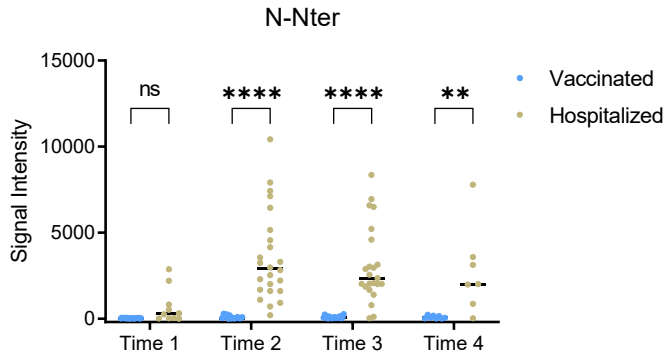 N-Nter
Signal Intensity
15000
10000
5000
0
ns
****
****
**
Time 1
Time 2
Time 3
Time 4
Vaccinated
Hospitalized